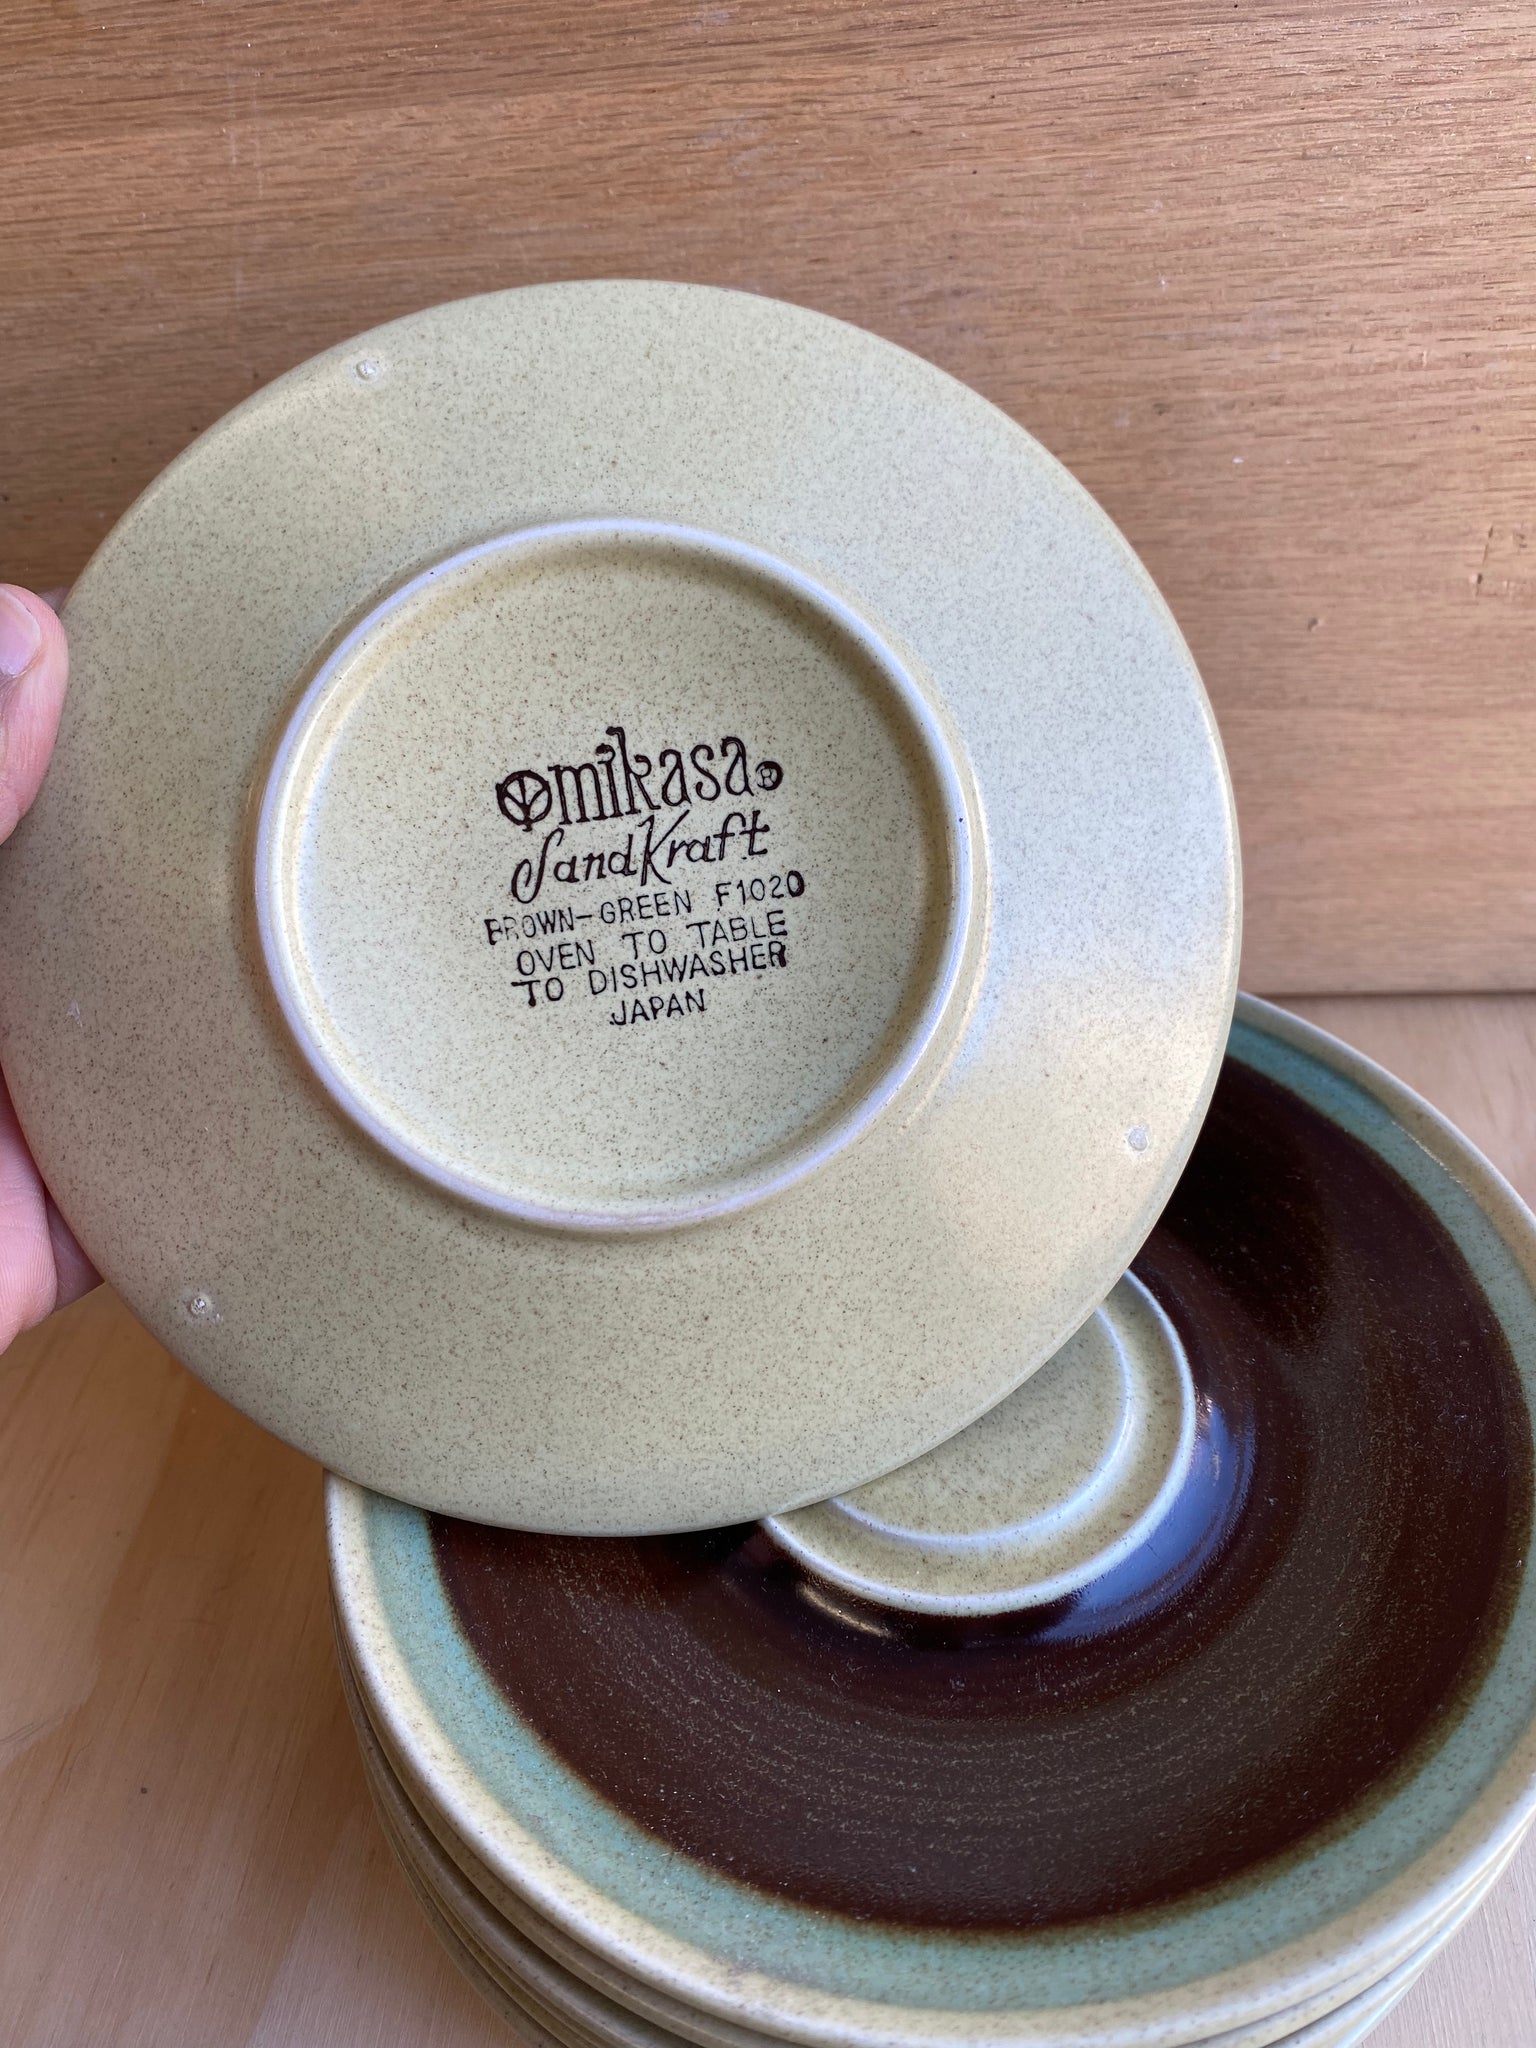 mikasa ®
SandKraft
BROWN-GREEN F1020
OVEN TO TABLE
TO DISHWASHER
JAPAN